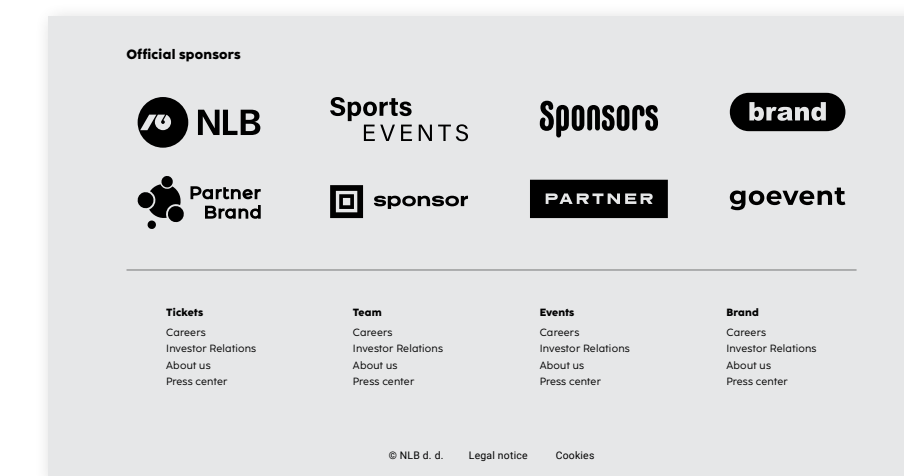 Official sponsors
NLB
Sports
EVENTS
Sponsors
brand
Partner
Brand
sponsor
PARTNER
goevent
Tickets
Careers
Investor Relations
About us
Press center
Team
Careers
Investor Relations
About us
Press center
Events
Careers
Investor Relations
About us
Press center
Brand
Careers
Investor Relations
About us
Press center
© NLB d. d.
Legal notice
Cookies